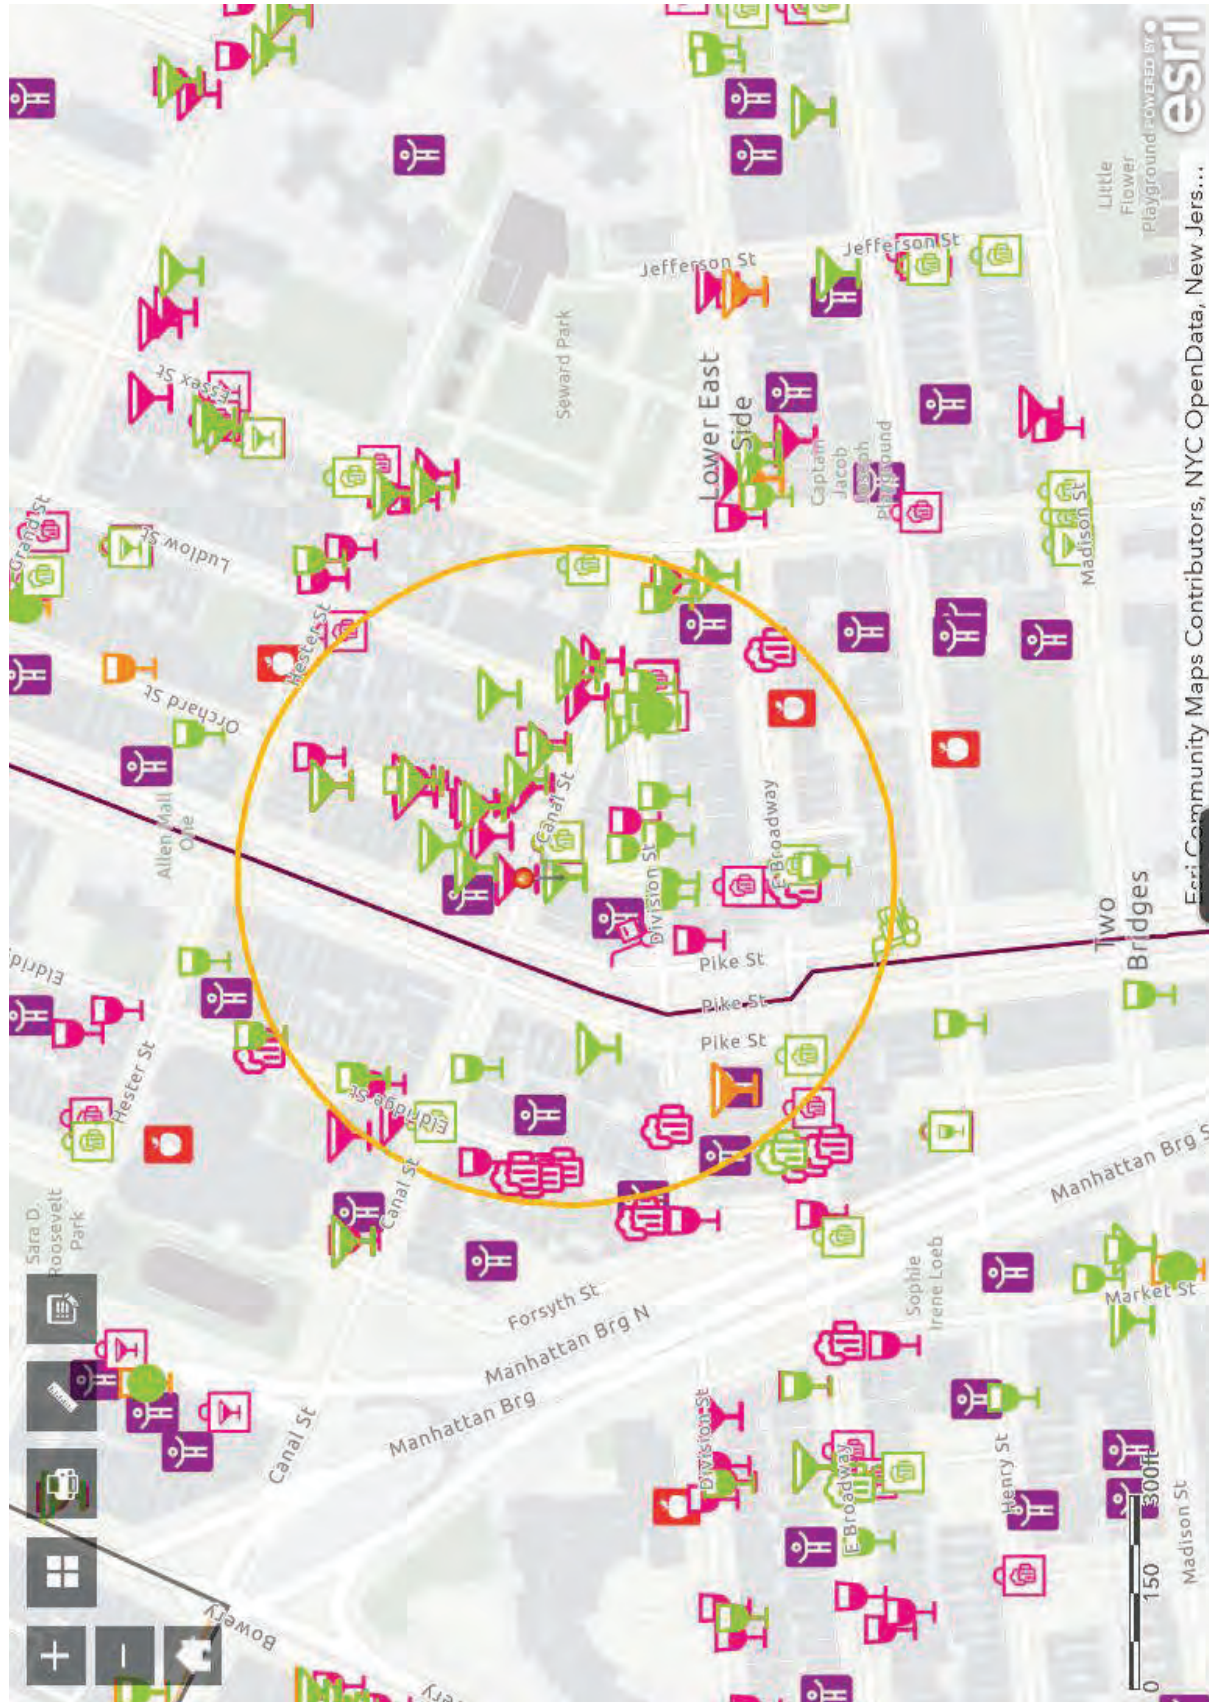 Grand St
Essex St
Ludlow St
Hester St
Orchard St
Allen Mall
One
Seward Park
Jefferson St
Jefferson St
Lower East
Side
Captain
Jacob
Joseph
Playground
Little
Flower
Playground
POWERED BY
esri
Madison St
Canal St
Division St
E Broadway
Pike St
Pike St
Pike St
Two
Bridges
Esri Community Maps Contributors, NYC OpenData, New Jers...
Hester St
Eldridge St
Canal St
Sara D.
Roosevelt
Park
Forsyth St
Manhattan Brg N
Manhattan Brg
Manhattan Brg S
Sophie
Irene Loeb
Market St
Canal St
Division St
E Broadway
Henry St
Madison St
Bowery
0
150
300ft